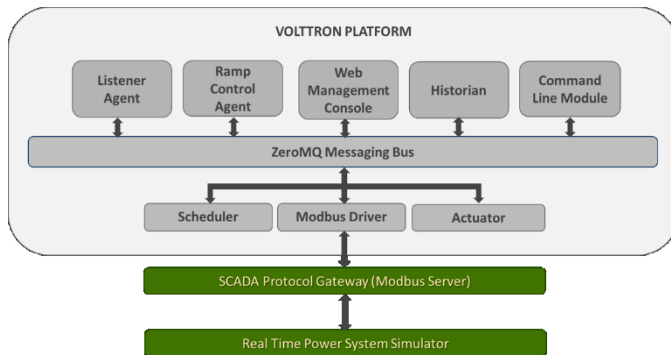 VOLTTRON PLATFORM
Listener
Agent
Ramp
Control
Agent
Web
Management
Console
Historian
Command
Line Module
ZeroMQ Messaging Bus
Scheduler
Modbus Driver
Actuator
SCADA Protocol Gateway (Modbus Server)
Real Time Power System Simulator